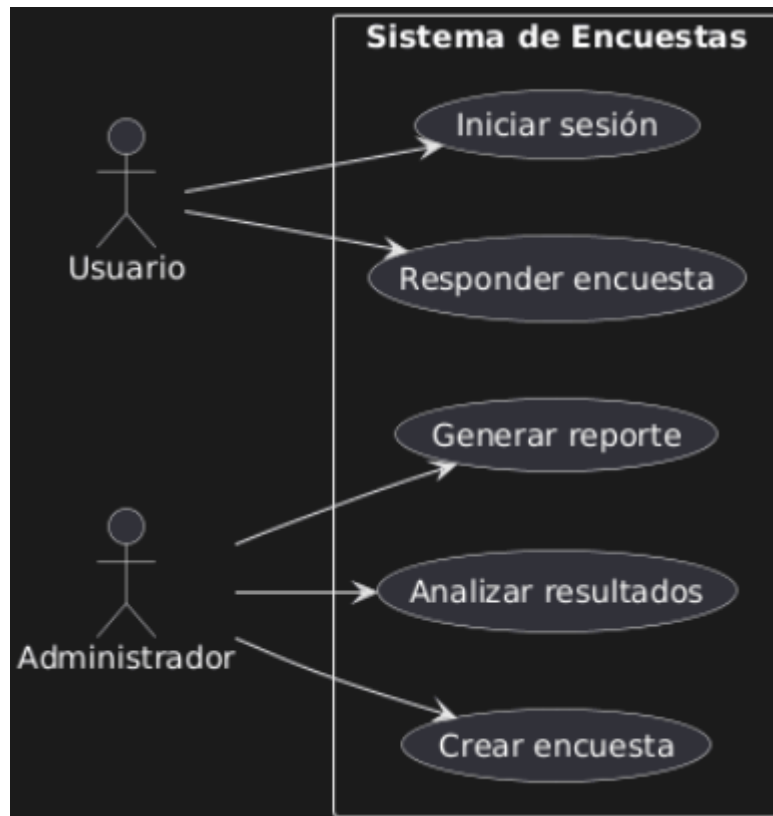 Sistema de Encuestas
Iniciar sesión
Usuario
Responder encuesta
Generar reporte
Analizar resultados
Administrador
Crear encuesta